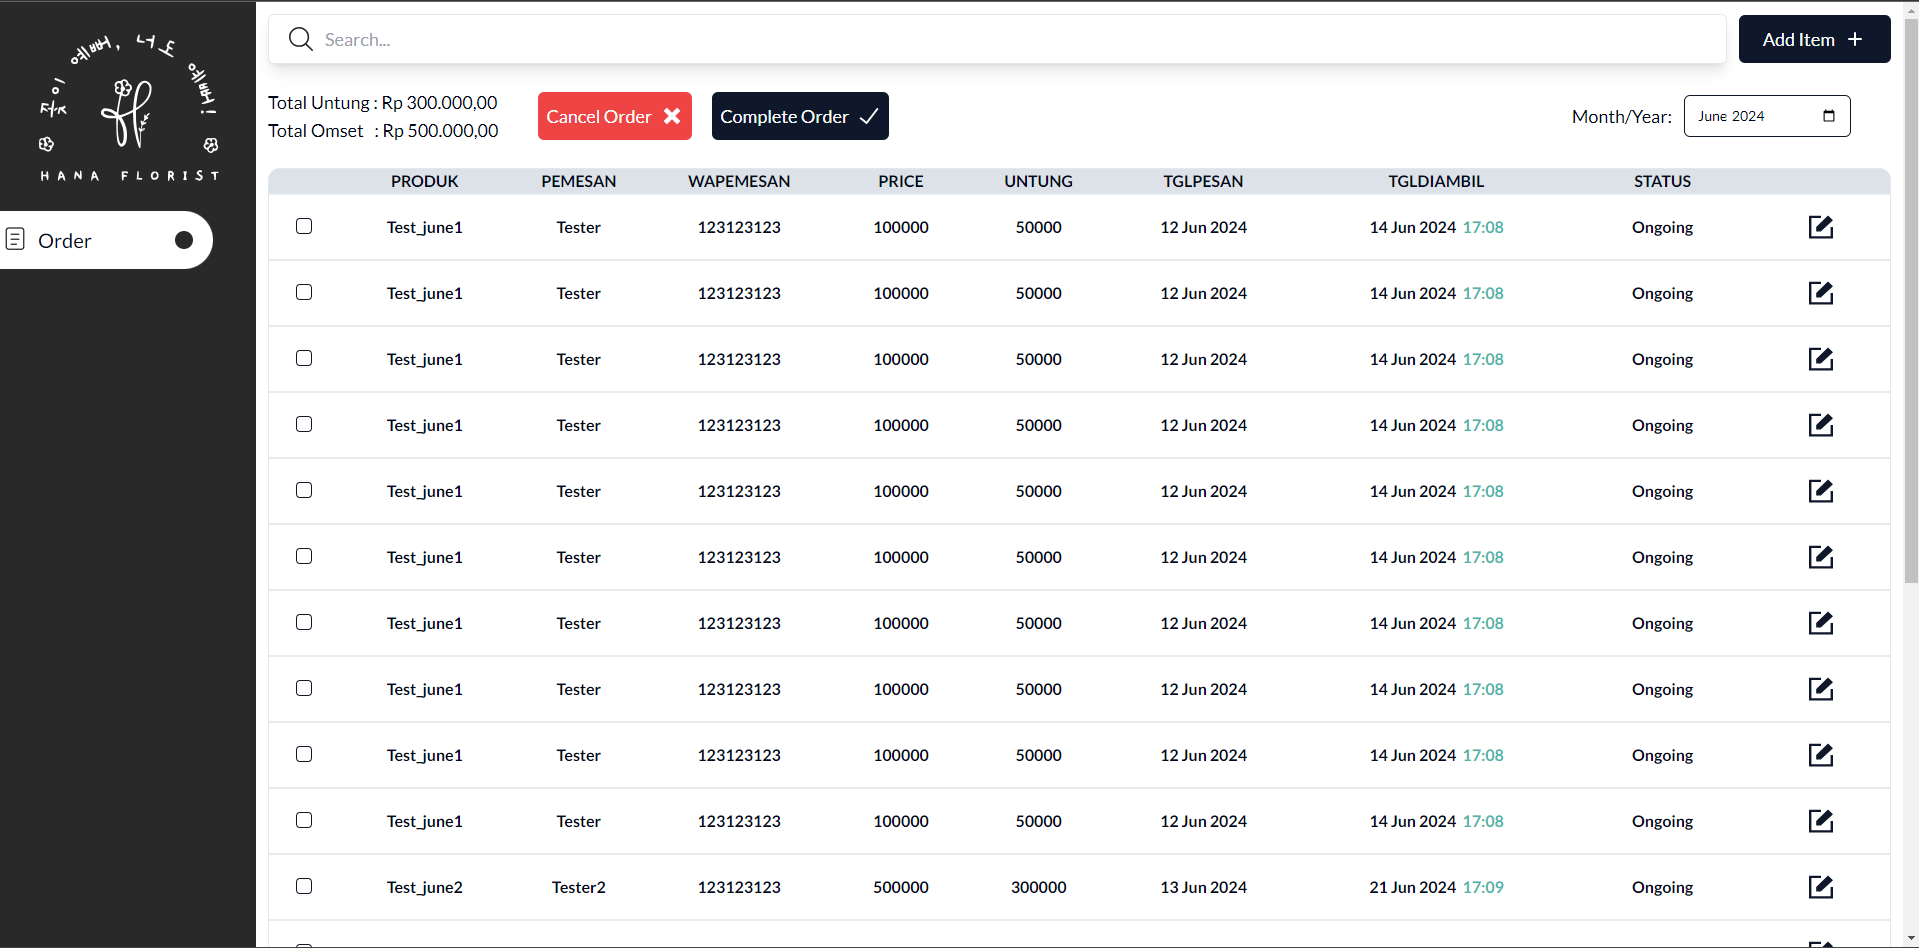 꽃이 예뻐, 너도 예뻐!
HANA FLORIST
Order
Search...
Add Item
Total Untung : Rp 300.000,00
Total Omset : Rp 500.000,00
Cancel Order
Complete Order
Month/Year:
June 2024
PRODUK PEMESAN WAPEMESAN PRICE UNTUNG TGLPESAN TGLDIAMBIL STATUS
Test_june1 Tester 123123123 100000 50000 12 Jun 2024 14 Jun 2024 17:08 Ongoing
Test_june1 Tester 123123123 100000 50000 12 Jun 2024 14 Jun 2024 17:08 Ongoing
Test_june1 Tester 123123123 100000 50000 12 Jun 2024 14 Jun 2024 17:08 Ongoing
Test_june1 Tester 123123123 100000 50000 12 Jun 2024 14 Jun 2024 17:08 Ongoing
Test_june1 Tester 123123123 100000 50000 12 Jun 2024 14 Jun 2024 17:08 Ongoing
Test_june1 Tester 123123123 100000 50000 12 Jun 2024 14 Jun 2024 17:08 Ongoing
Test_june1 Tester 123123123 100000 50000 12 Jun 2024 14 Jun 2024 17:08 Ongoing
Test_june1 Tester 123123123 100000 50000 12 Jun 2024 14 Jun 2024 17:08 Ongoing
Test_june1 Tester 123123123 100000 50000 12 Jun 2024 14 Jun 2024 17:08 Ongoing
Test_june1 Tester 123123123 100000 50000 12 Jun 2024 14 Jun 2024 17:08 Ongoing
Test_june2 Tester2 123123123 500000 300000 13 Jun 2024 21 Jun 2024 17:09 Ongoing